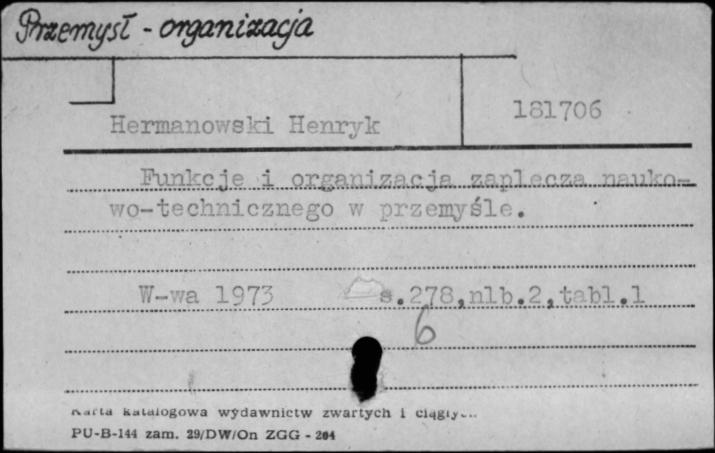 Przemysł - organizacja
181706
Hermanowski Henryk
Funkcje i organizacja zaplecza nauko-
wo-technicznego w przemyśle.
W-wa 1973 s.278,nlb.2,tabl.1
6
Karta katalogowa wydawnictw zwartych i ciągłych
PU-B-144 zam. 29/DW/On ZGG - 204